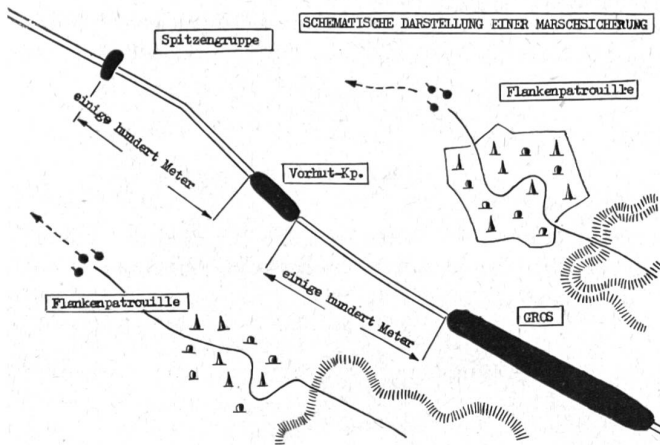 SCHEMATISCHE DARSTELLUNG EINER MARSCHSICHERUNG
Spitzengruppe
Flankenpatrouille
einige hundert Meter
Vorhut-Kp.
Flankenpatrouille
einige hundert Meter
GROS